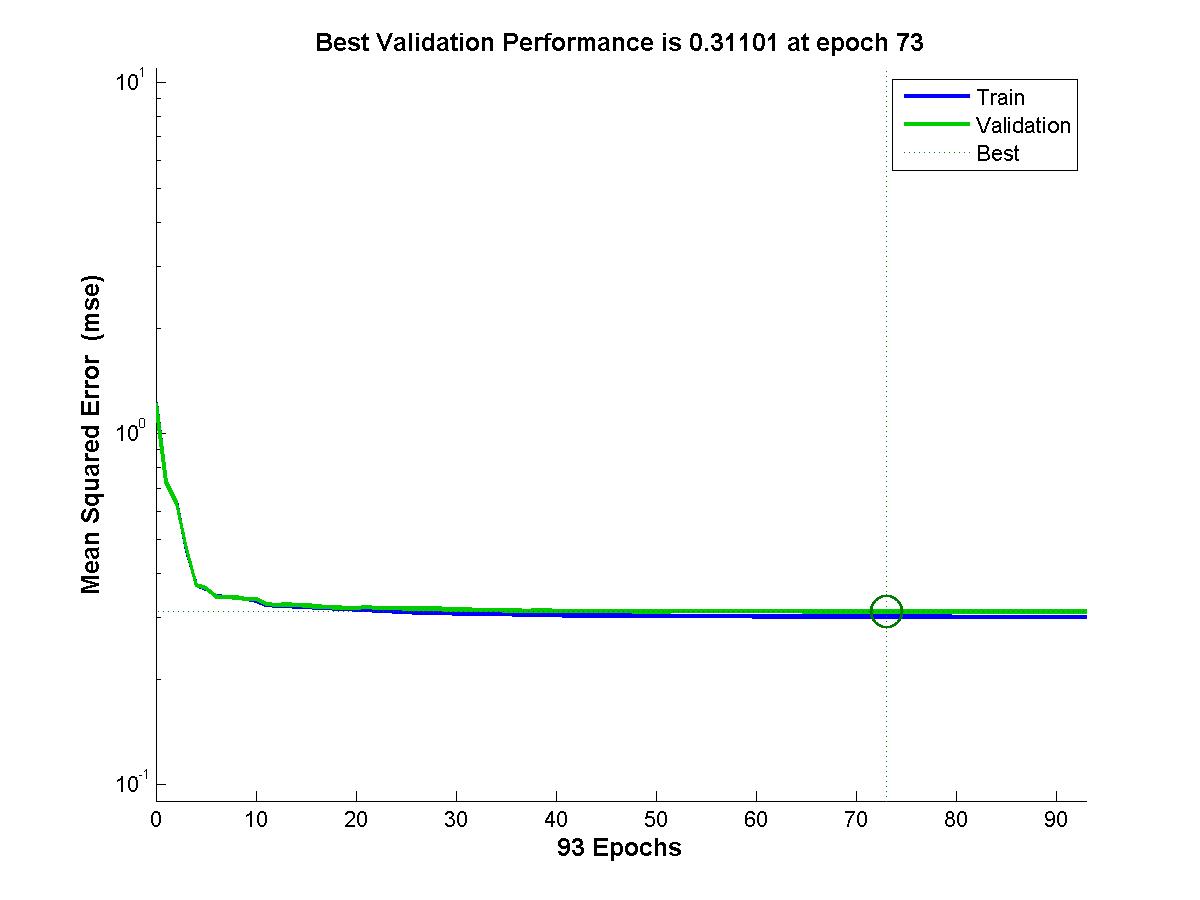 Best Validation Performance is 0.31101 at epoch 73
Train
Validation
Best
Mean Squared Error (mse)
10^1
10^0
10^-1
0 10 20 30 40 50 60 70 80 90
93 Epochs